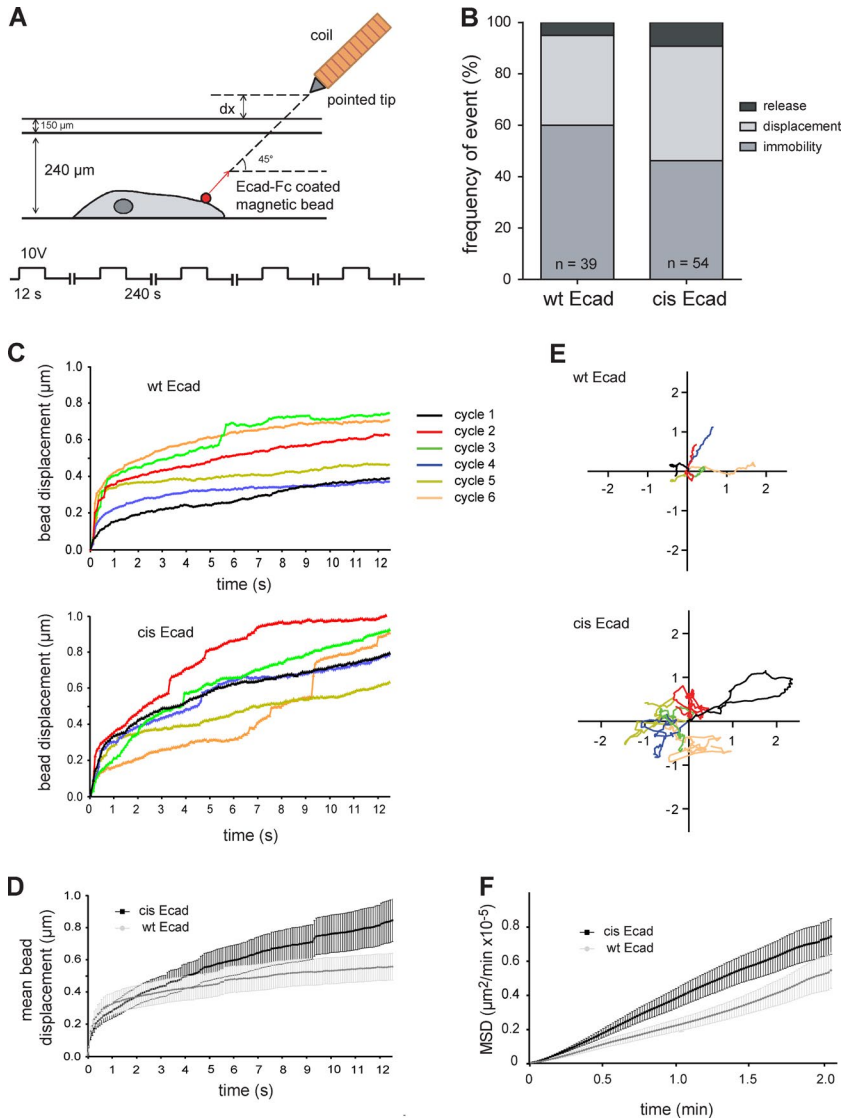 A
coil
pointed tip
dx
150 µm
240 µm
45°
Ecad-Fc coated
magnetic bead
10V
12 s
240 s
B
frequency of event (%)
100
80
60
40
20
0
n = 39
n = 54
wt Ecad
cis Ecad
release
displacement
immobility
C
bead displacement (µm)
1.0
0.8
0.6
0.4
0.2
0.0
wt Ecad
0 1 2 3 4 5 6 7 8 9 10 11 12
time (s)
cycle 1
cycle 2
cycle 3
cycle 4
cycle 5
cycle 6
bead displacement (µm)
1.0
0.8
0.6
0.4
0.2
0.0
cis Ecad
0 1 2 3 4 5 6 7 8 9 10 11 12
time (s)
E
wt Ecad
2
1
-2 -1 1 2
-1
-2
cis Ecad
2
1
-2 -1 1 2
-1
-2
D
mean bead
displacement (µm)
1.0
0.8
0.6
0.4
0.2
0.0
cis Ecad
wt Ecad
0 1 2 3 4 5 6 7 8 9 10 11 12
time (s)
F
MSD (µm²/min x10⁻⁵)
0.8
0.6
0.4
0.2
0
cis Ecad
wt Ecad
0 0.5 1.0 1.5 2.0
time (min)